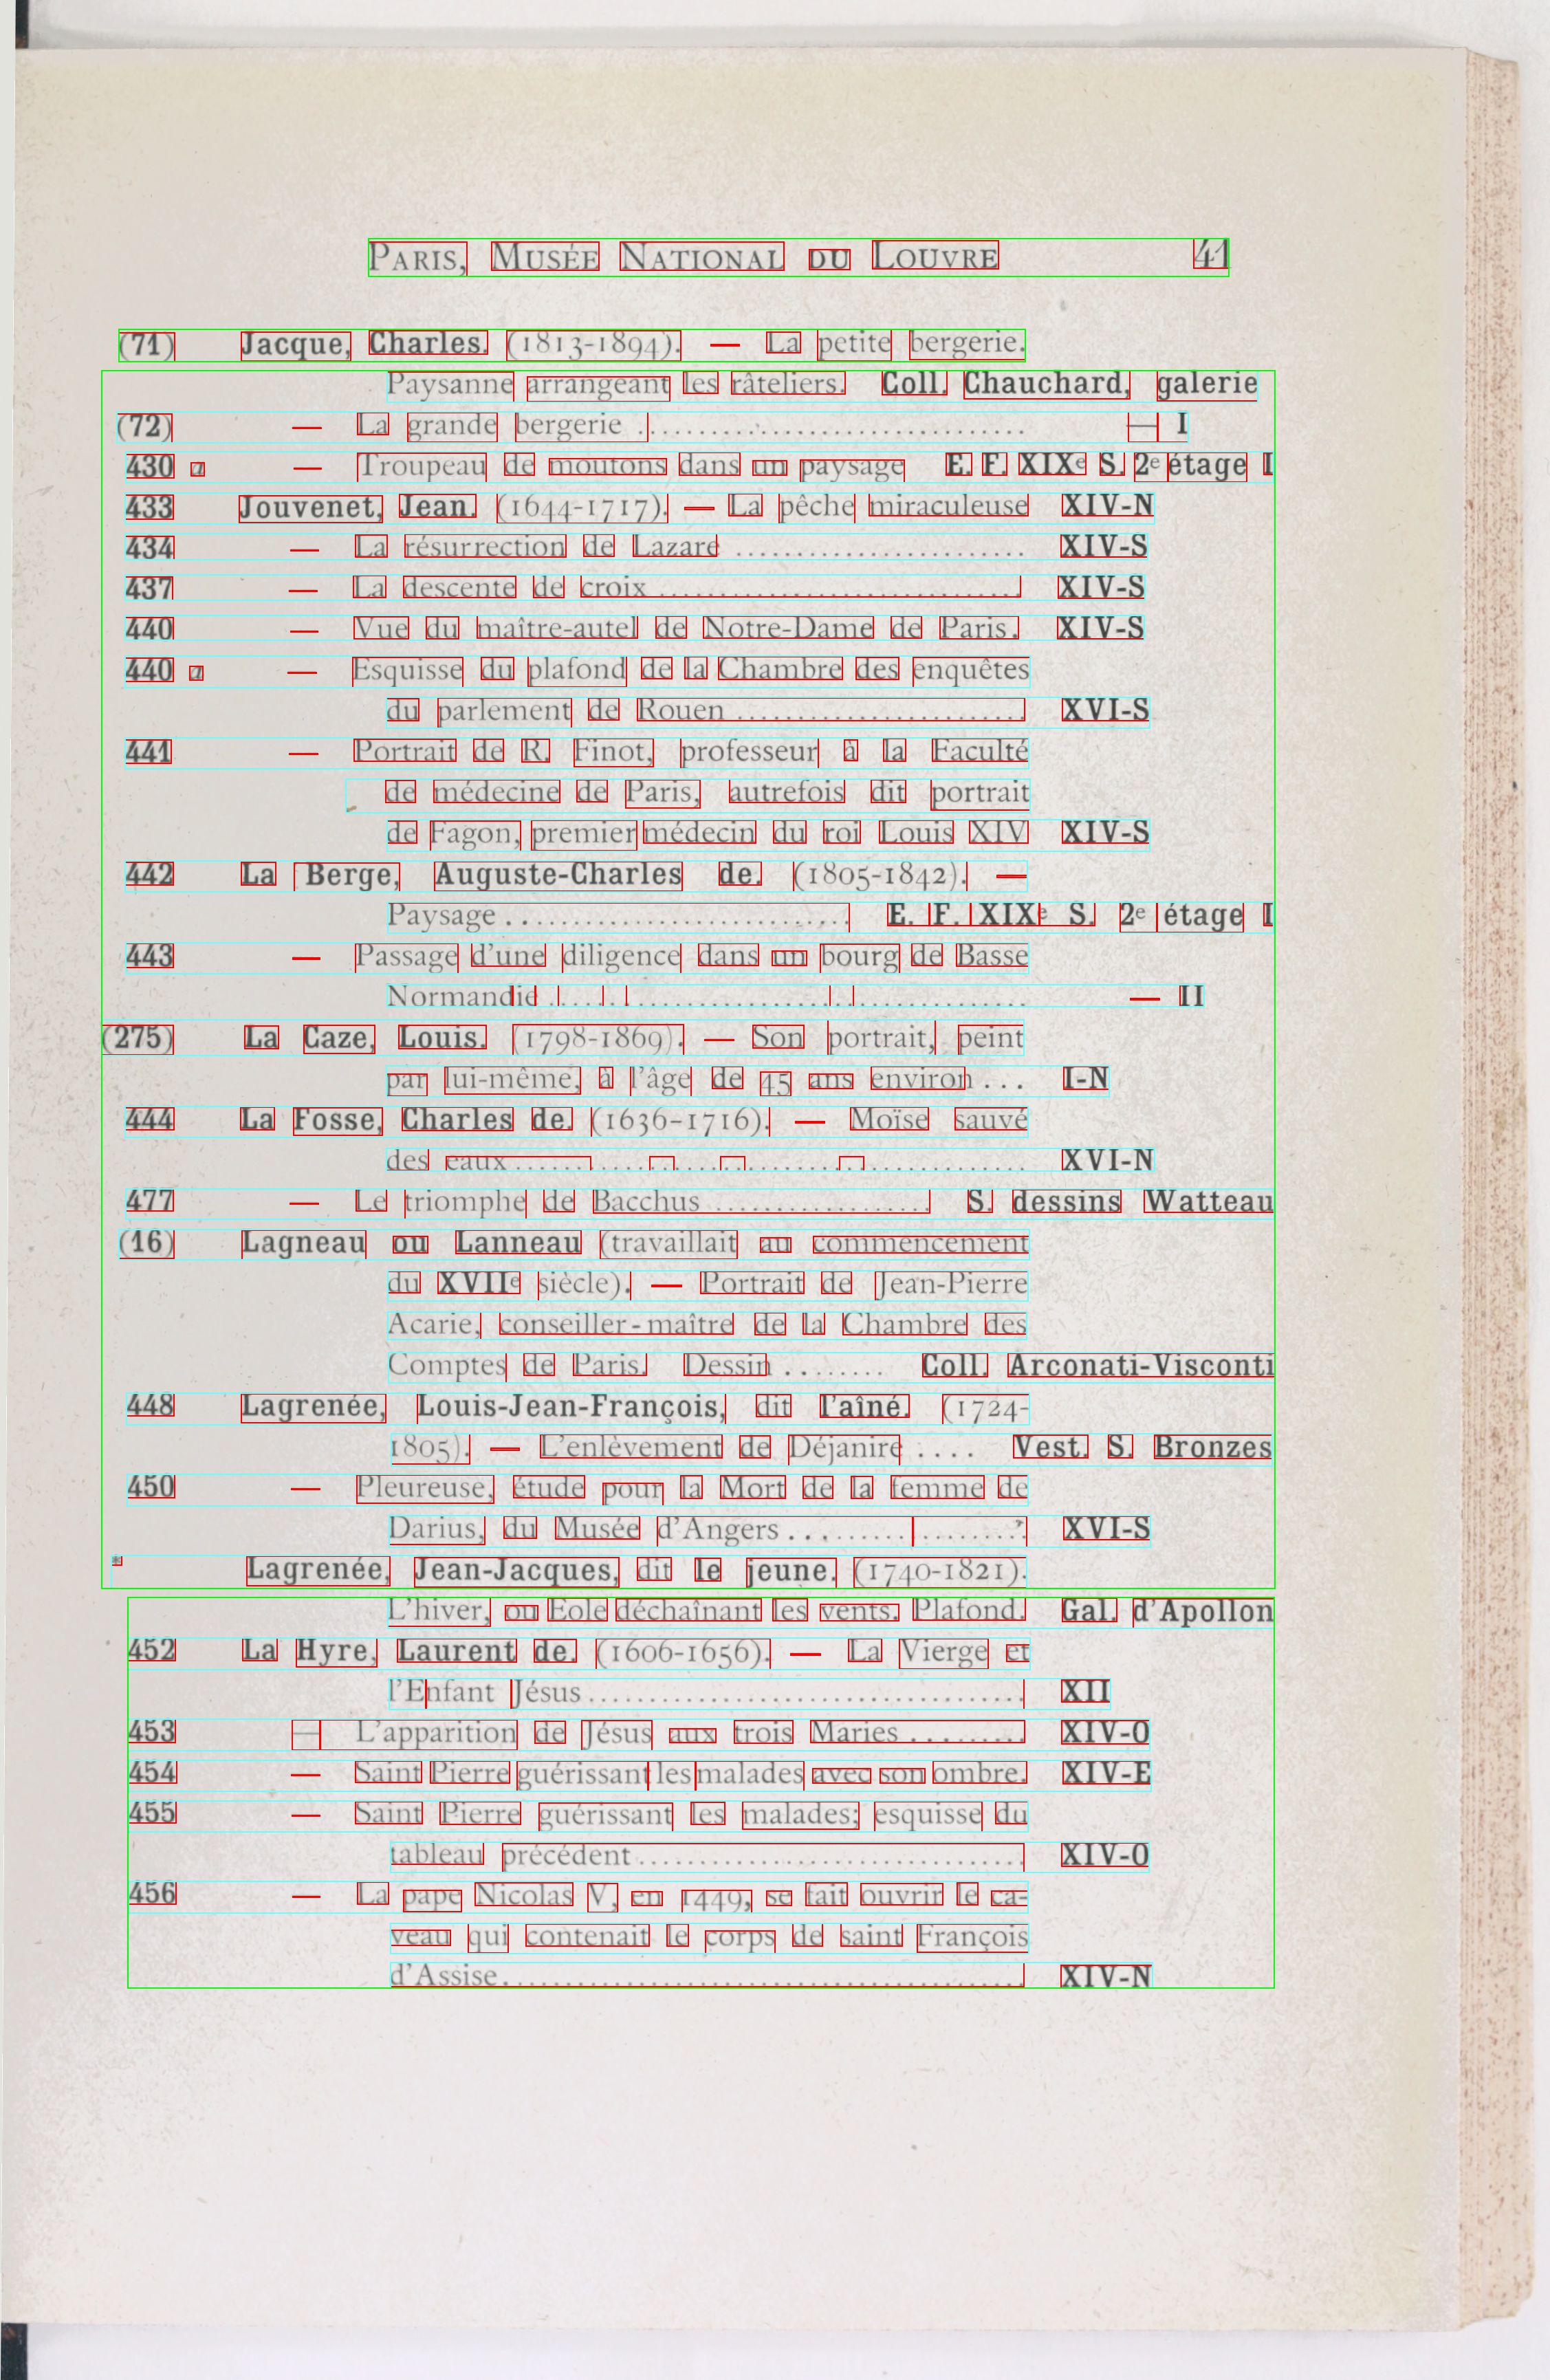 PARIS, MUSÉE NATIONAL DU LOUVRE 41
(71) Jacque, Charles. (1813-1894). — La petite bergerie.
Paysanne arrangeant les râteliers. Coll. Chauchard, galerie
(72) — La grande bergerie ................................ — I
430 a — Troupeau de moutons dans un paysage E. F. XIXe S. 2e étage I
433 Jouvenet, Jean. (1644-1717). — La pêche miraculeuse XIV-N
434 — La résurrection de Lazare ........................ XIV-S
437 — La descente de croix .............................. XIV-S
440 — Vue du maître-autel de Notre-Dame de Paris. XIV-S
440 a — Esquisse du plafond de la Chambre des enquêtes
du parlement de Rouen ........................ XVI-S
441 — Portrait de R. Finot, professeur à la Faculté
de médecine de Paris, autrefois dit portrait
de Fagon, premier médecin du roi Louis XIV XIV-S
442 La Berge, Auguste-Charles de. (1805-1842). —
Paysage ............................. E. F. XIXe S. 2e étage I
443 — Passage d'une diligence dans un bourg de Basse
Normandie ........................................ — II
(275) La Caze, Louis. (1798-1869). — Son portrait, peint
par lui-même, à l'âge de 45 ans environ ... I-N
444 La Fosse, Charles de. (1636-1716). — Moïse sauvé
des eaux ........................................... XVI-N
477 — Le triomphe de Bacchus .................. S. dessins Watteau
(16) Lagneau ou Lanneau (travaillait au commencement
du XVIIe siècle). — Portrait de Jean-Pierre
Acarie, conseiller-maître de la Chambre des
Comptes de Paris. Dessin ........ Coll. Arconati-Visconti
448 Lagrenée, Louis-Jean-François, dit l'aîné. (1724-
1805). — L'enlèvement de Déjanire .... Vest. S. Bronzes
450 — Pleureuse, étude pour la Mort de la femme de
Darius, du Musée d'Angers .................... XVI-S
* Lagrenée, Jean-Jacques, dit le jeune. (1740-1821).
L'hiver, ou Eole déchaînant les vents. Plafond. Gal. d'Apollon
452 La Hyre, Laurent de. (1606-1656). — La Vierge et
l'Enfant Jésus ..................................... XII
453 — L'apparition de Jésus aux trois Maries ......... XIV-O
454 — Saint Pierre guérissant les malades avec son ombre. XIV-E
455 — Saint Pierre guérissant les malades; esquisse du
tableau précédent ................................ XIV-O
456 — La pape Nicolas V, en 1449, se fait ouvrir le ca-
veau qui contenait le corps de saint François
d'Assise ............................................ XIV-N